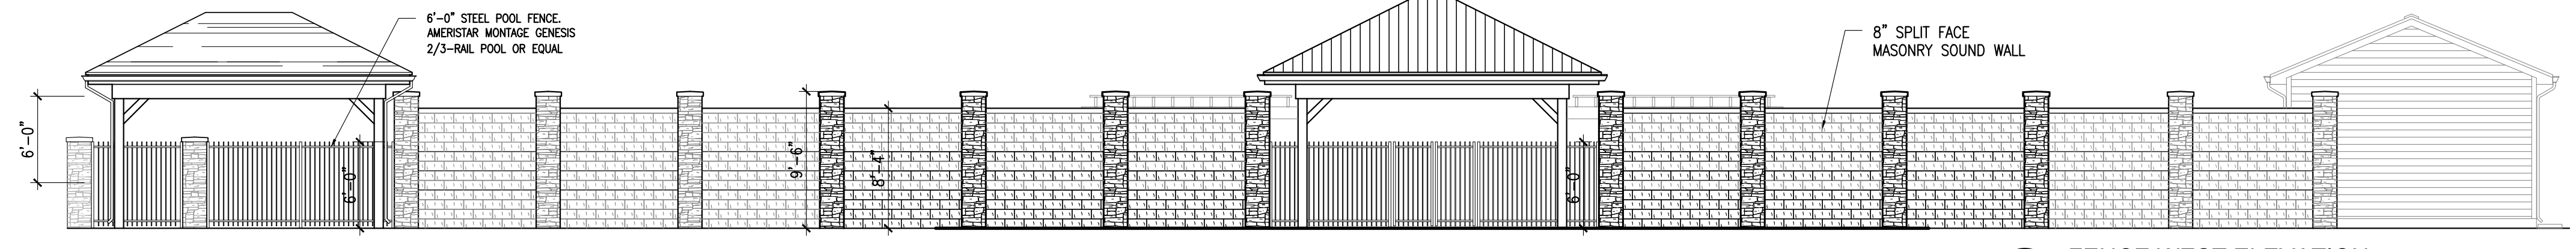 6'-0" STEEL POOL FENCE.
AMERISTAR MONTAGE GENESIS
2/3-RAIL POOL OR EQUAL
8" SPLIT FACE
MASONRY SOUND WALL
6'-0"
6'-0"
9'-6"
8'-4"
6'-0"